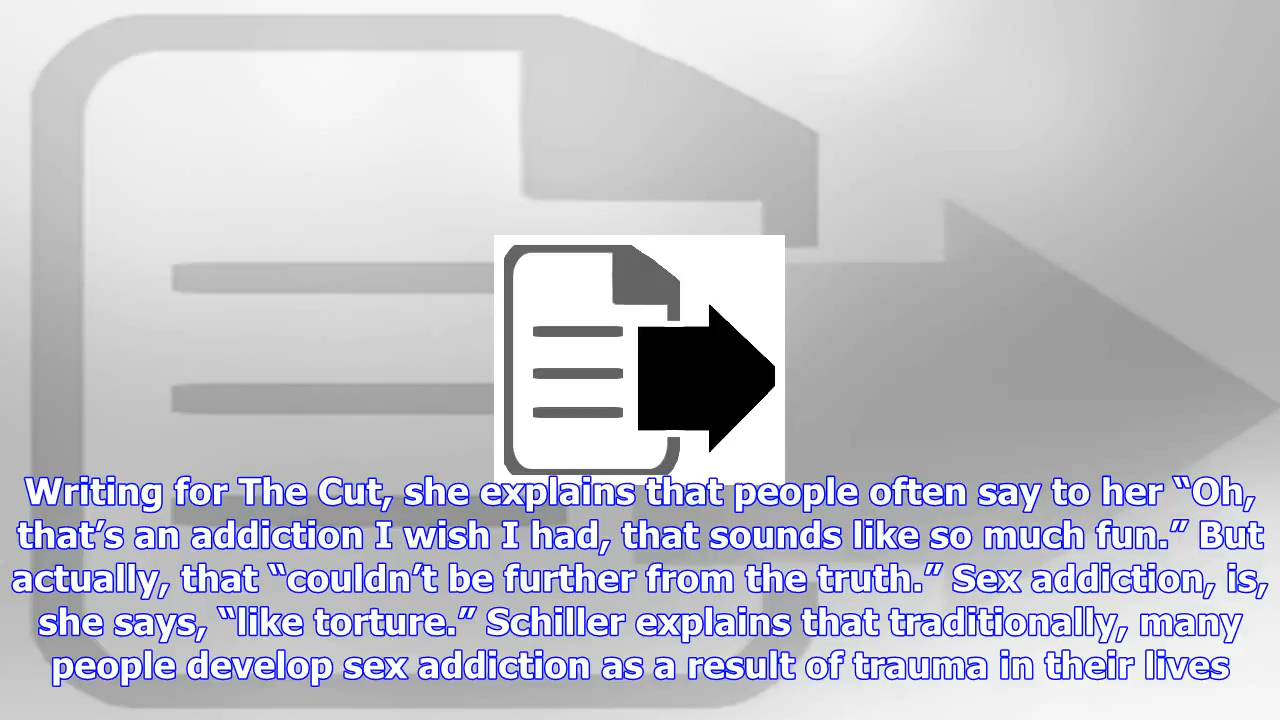 Writing for The Cut, she explains that people often say to her “Oh,
that’s an addiction I wish I had, that sounds like so much fun.” But
actually, that “couldn’t be further from the truth.” Sex addiction, is,
she says, “like torture.” Schiller explains that traditionally, many
people develop sex addiction as a result of trauma in their lives